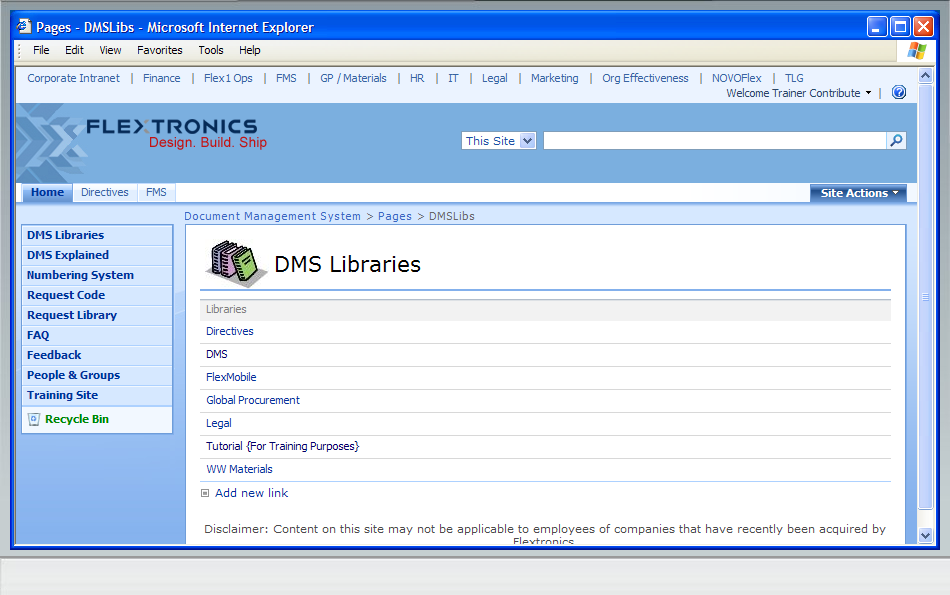 Pages - DMSLibs - Microsoft Internet Explorer
File Edit View Favorites Tools Help
Corporate Intranet | Finance | Flex1 Ops | FMS | GP / Materials | HR | IT | Legal | Marketing | Org Effectiveness | NOVOFlex | TLG
Welcome Trainer Contribute |
FLEXTRONICS
Design. Build. Ship
This Site
Home Directives FMS Site Actions
Document Management System > Pages > DMSLibs
DMS Libraries
DMS Explained
Numbering System
Request Code
Request Library
FAQ
Feedback
People & Groups
Training Site
Recycle Bin
DMS Libraries
Libraries
Directives
DMS
FlexMobile
Global Procurement
Legal
Tutorial {For Training Purposes}
WW Materials
Add new link
Disclaimer: Content on this site may not be applicable to employees of companies that have recently been acquired by
Flextronics